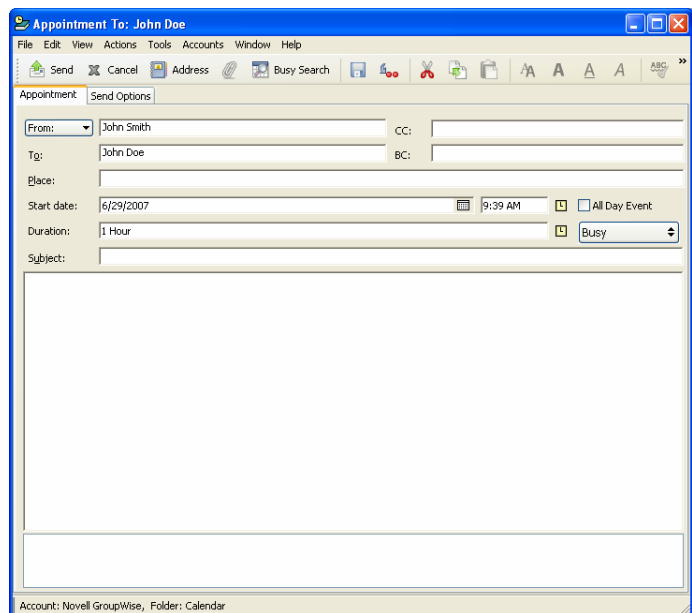 Appointment To: John Doe
File Edit View Actions Tools Accounts Window Help
Send Cancel Address Busy Search A A A A ABC »
Appointment Send Options
From: John Smith CC:
To: John Doe BC:
Place:
Start date: 6/29/2007 9:39 AM All Day Event
Duration: 1 Hour Busy
Subject:
Account: Novell GroupWise, Folder: Calendar